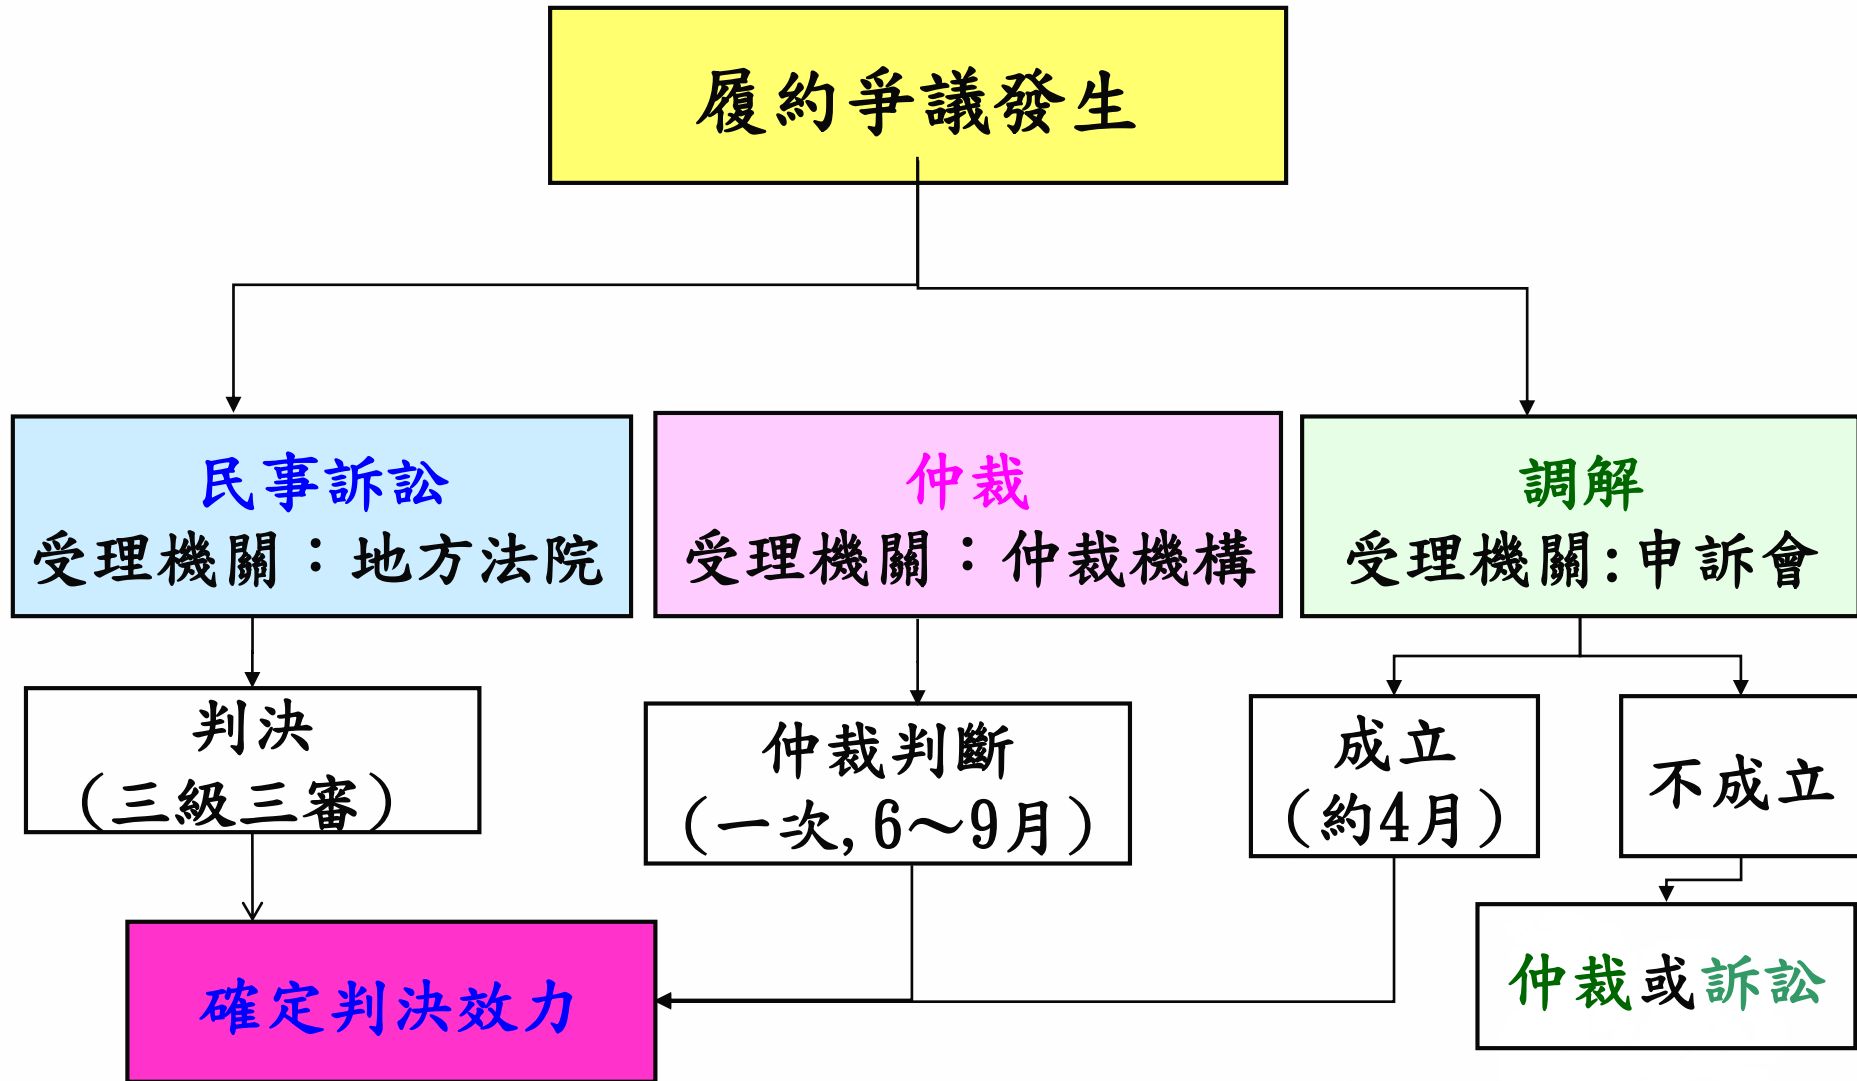 履約爭議發生
民事訴訟
受理機關：地方法院
仲裁
受理機關：仲裁機構
調解
受理機關:申訴會
判決
(三級三審)
仲裁判斷
(一次,6～9月)
成立
(約4月)
不成立
確定判決效力
仲裁或訴訟